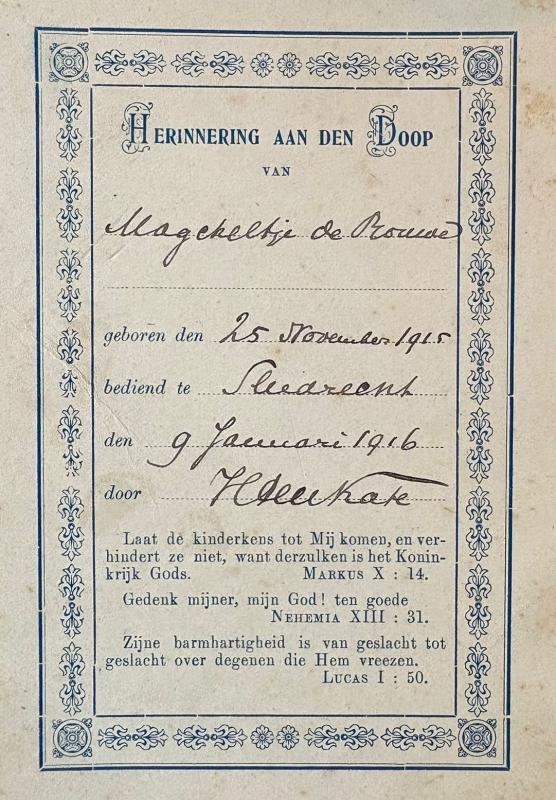 HERINNERING AAN DEN DOOP
VAN
Magcheltje de Rouwe
geboren den 25 November 1915
bediend te Sliedrecht
den 9 Januari 1916
door
Laat de kinderkens tot Mij komen, en ver-
hindert ze niet, want derzulken is het Konin-
krijk Gods. MARKUS X : 14.
Gedenk mijner, mijn God! ten goede
NEHEMIA XIII : 31.
Zijne barmhartigheid is van geslacht tot
geslacht over degenen die Hem vreezen.
LUCAS I : 50.